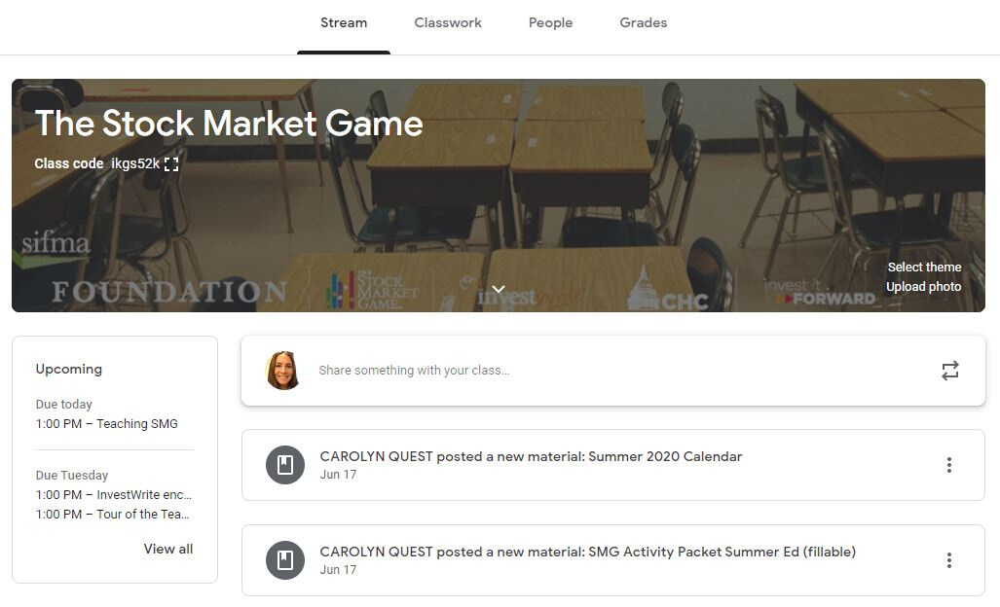 Stream
Classwork
People
Grades
The Stock Market Game
Class code ikgs52k
sifma
FOUNDATION
THE STOCK MARKET GAME.
invest Write
CHC
invest it FORWARD
Select theme
Upload photo
Upcoming
Due today
1:00 PM – Teaching SMG
Due Tuesday
1:00 PM – InvestWrite enc...
1:00 PM – Tour of the Tea...
View all
Share something with your class...
CAROLYN QUEST posted a new material: Summer 2020 Calendar
Jun 17
CAROLYN QUEST posted a new material: SMG Activity Packet Summer Ed (fillable)
Jun 17